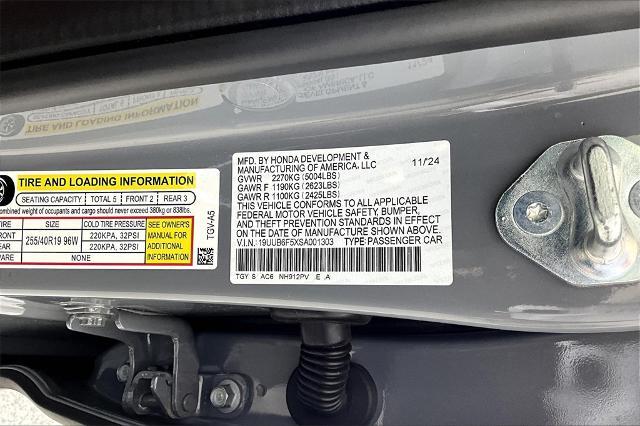 TIRE AND LOADING INFORMATION
SEATING CAPACITY TOTAL 5 FRONT 2 REAR 3
combined weight of occupants and cargo should never exceed 380kg or 838lbs.
SIZE COLD TIRE PRESSURE
255/40R19 96W 220KPA, 32PSI
220KPA, 32PSI
NONE
SEE OWNER'S
MANUAL FOR
ADDITIONAL
INFORMATION
TGV-A5
MFD. BY HONDA DEVELOPMENT & 11/24
MANUFACTURING OF AMERICA, LLC
GVWR 2270KG (5004LBS)
GAWR F 1190KG (2623LBS)
GAWR R 1100KG (2425LBS)
THIS VEHICLE CONFORMS TO ALL APPLICABLE
FEDERAL MOTOR VEHICLE SAFETY, BUMPER,
AND THEFT PREVENTION STANDARDS IN EFFECT
ON THE DATE OF MANUFACTURE SHOWN ABOVE.
V.I.N.: 19UUB6F5XSA001303 TYPE: PASSENGER CAR
TGY S AC6 NH912PV E A